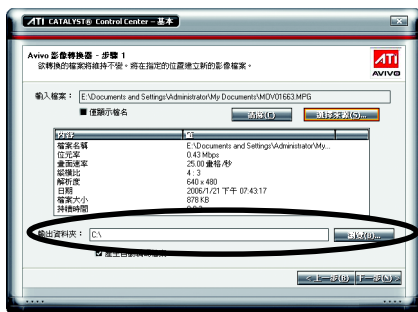 ATI CATALYST® Control Center – 基本
Avivo 影像轉換器 - 步驟 1
欲轉換的檔案將維持不變。將在指定的位置建立新的影像檔案。
ATI
AVIVO
輸入檔案： E:\Documents and Settings\Administrator\My Documents\MOV01663.MPG
僅顯示檔名
內容 值
檔案名稱 E:\Documents and Settings\Administrator\My...
位元率 0.43 Mbps
畫面速率 25.00 畫格/秒
縱橫比 4 : 3
解析度 640 x 480
日期 2006/1/21 下午 07:43:17
檔案大小 878 KB
持續時間
輸出資料夾： C:\
瀏覽(B)...
< 上一步(B) 下一步(N) >